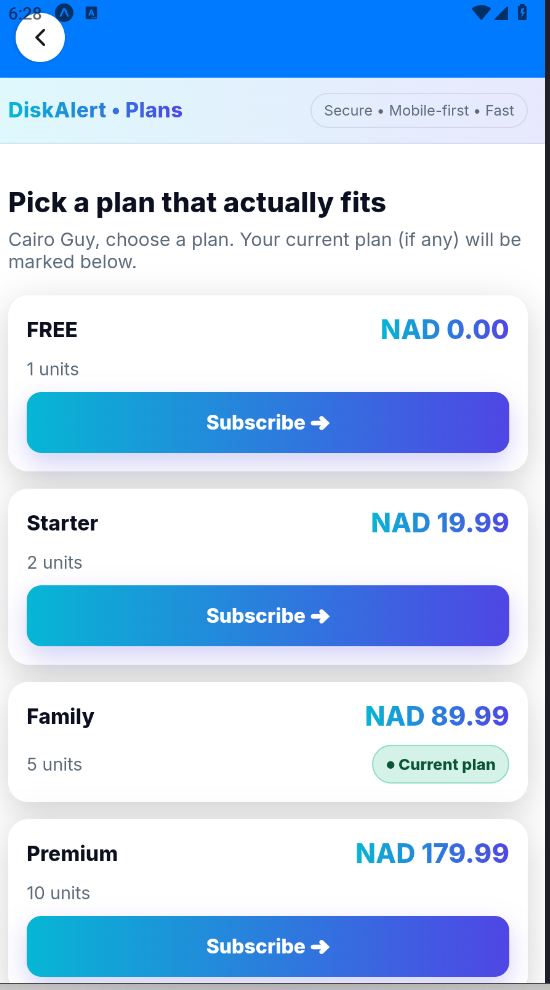 6:28
DiskAlert • Plans
Secure • Mobile-first • Fast
Pick a plan that actually fits
Cairo Guy, choose a plan. Your current plan (if any) will be
marked below.
FREE NAD 0.00
1 units
Subscribe ➜
Starter NAD 19.99
2 units
Subscribe ➜
Family NAD 89.99
5 units ● Current plan
Premium NAD 179.99
10 units
Subscribe ➜